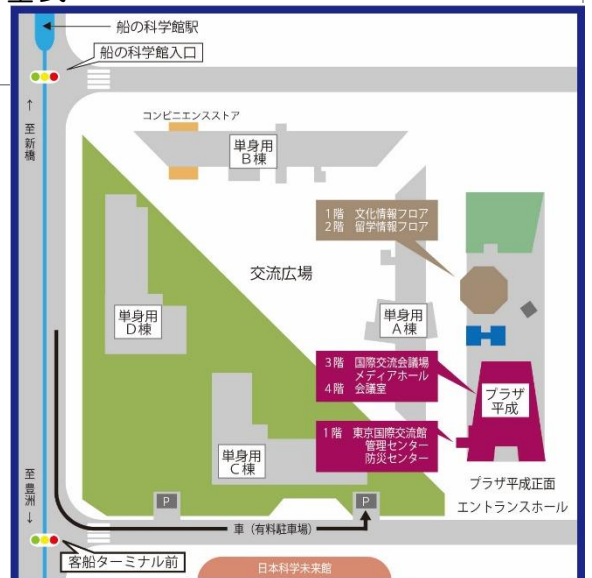 船の科学館駅
船の科学館入口
↑
至新橋
コンビニエンスストア
単身用
B棟
1階 文化情報フロア
2階 留学情報フロア
交流広場
単身用
D棟
単身用
A棟
3階 国際交流会議場
メディアホール
4階 会議室
プラザ
平成
1階 東京国際交流館
管理センター
防災センター
単身用
C棟
プラザ平成正面
エントランスホール
至豊洲
↓
P
P
車（有料駐車場）
客船ターミナル前
日本科学未来館